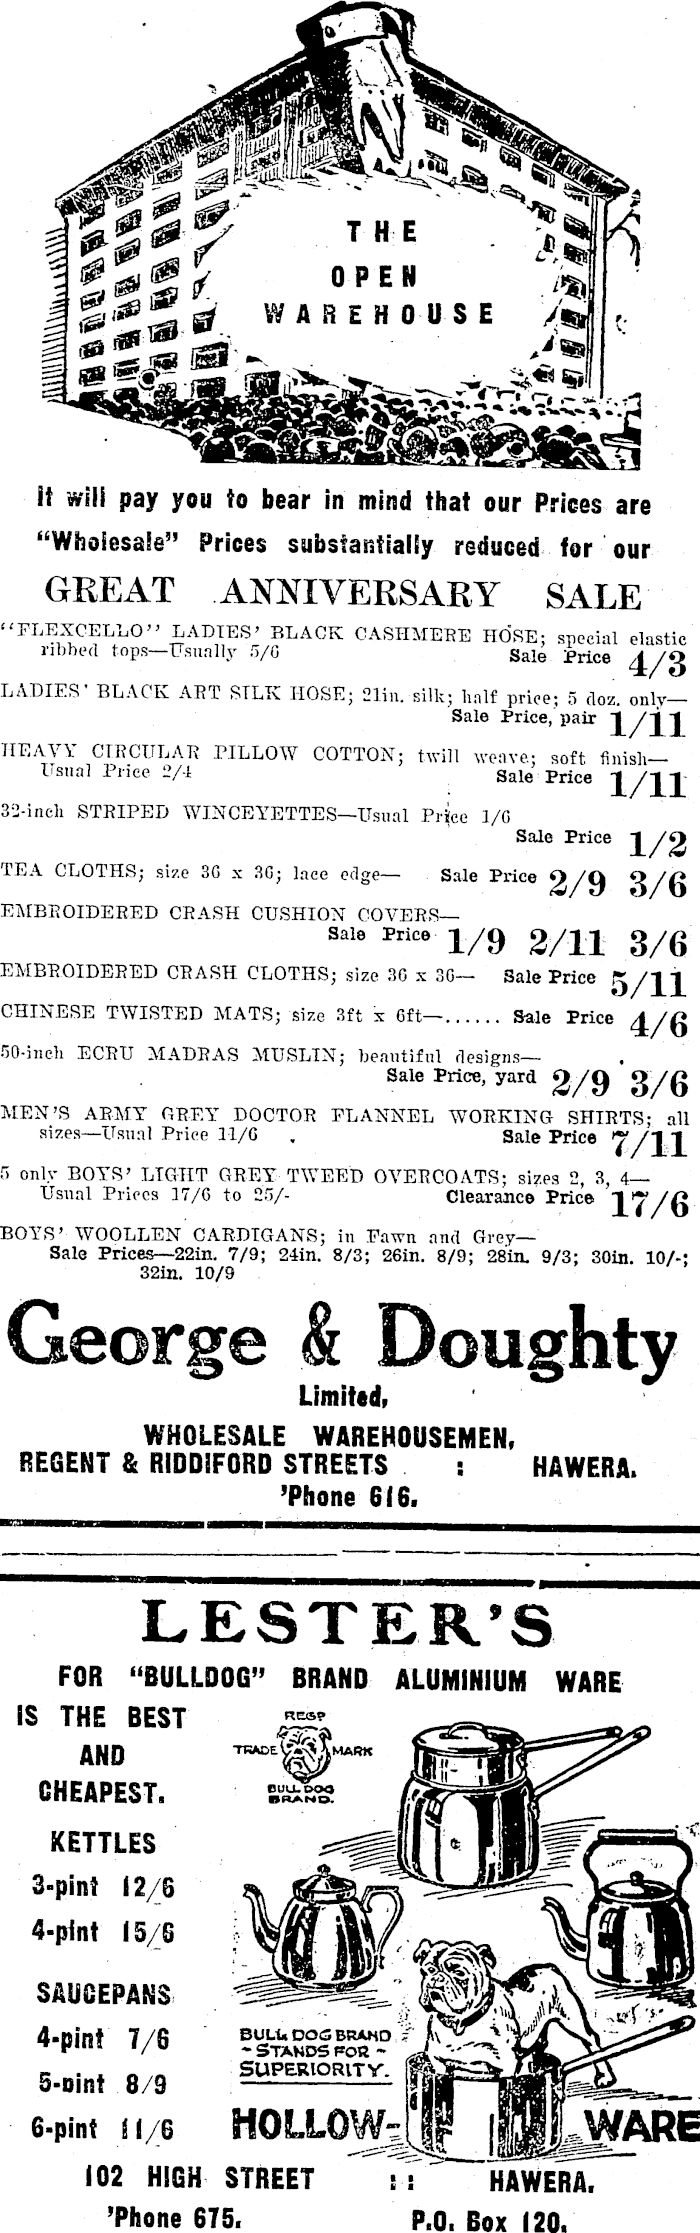 THE
OPEN
WAREHOUSE
It will pay you to bear in mind that our Prices are
"Wholesale" Prices substantially reduced for our
GREAT ANNIVERSARY SALE
"FLEXCELLO" LADIES' BLACK CASHMERE HOSE; special elastic
ribbed tops—Usually 5/6 Sale Price 4/3
LADIES' BLACK ART SILK HOSE; 21in. silk; half price; 5 doz. only—
Sale Price, pair 1/11
HEAVY CIRCULAR PILLOW COTTON; twill weave; soft finish—
Usual Price 2/4 Sale Price 1/11
32-inch STRIPED WINCEYETTES—Usual Price 1/6
Sale Price 1/2
TEA CLOTHS; size 36 x 36; lace edge— Sale Price 2/9 3/6
EMBROIDERED CRASH CUSHION COVERS—
Sale Price 1/9 2/11 3/6
EMBROIDERED CRASH CLOTHS; size 36 x 36— Sale Price 5/11
CHINESE TWISTED MATS; size 3ft x 6ft—...... Sale Price 4/6
50-inch ECRU MADRAS MUSLIN; beautiful designs—
Sale Price, yard 2/9 3/6
MEN'S ARMY GREY DOCTOR FLANNEL WORKING SHIRTS; all
sizes—Usual Price 11/6 Sale Price 7/11
5 only BOYS' LIGHT GREY TWEED OVERCOATS; sizes 2, 3, 4—
Usual Prices 17/6 to 25/- Clearance Price 17/6
BOYS' WOOLLEN CARDIGANS; in Fawn and Grey—
Sale Prices—22in. 7/9; 24in. 8/3; 26in. 8/9; 28in. 9/3; 30in. 10/-;
32in. 10/9
George & Doughty
Limited,
WHOLESALE WAREHOUSEMEN,
REGENT & RIDDIFORD STREETS : HAWERA.
'Phone 616.
LESTER'S
FOR "BULLDOG" BRAND ALUMINIUM WARE
IS THE BEST
AND
CHEAPEST.
KETTLES
3-pint 12/6
4-pint 15/6
SAUCEPANS
4-pint 7/6
5-pint 8/9
6-pint 11/6
REGD
TRADE MARK
BULL DOG
BRAND.
BULL DOG BRAND
~ STANDS FOR ~
SUPERIORITY.
HOLLOW-WARE
102 HIGH STREET :: HAWERA.
'Phone 675. P.O. Box 120.